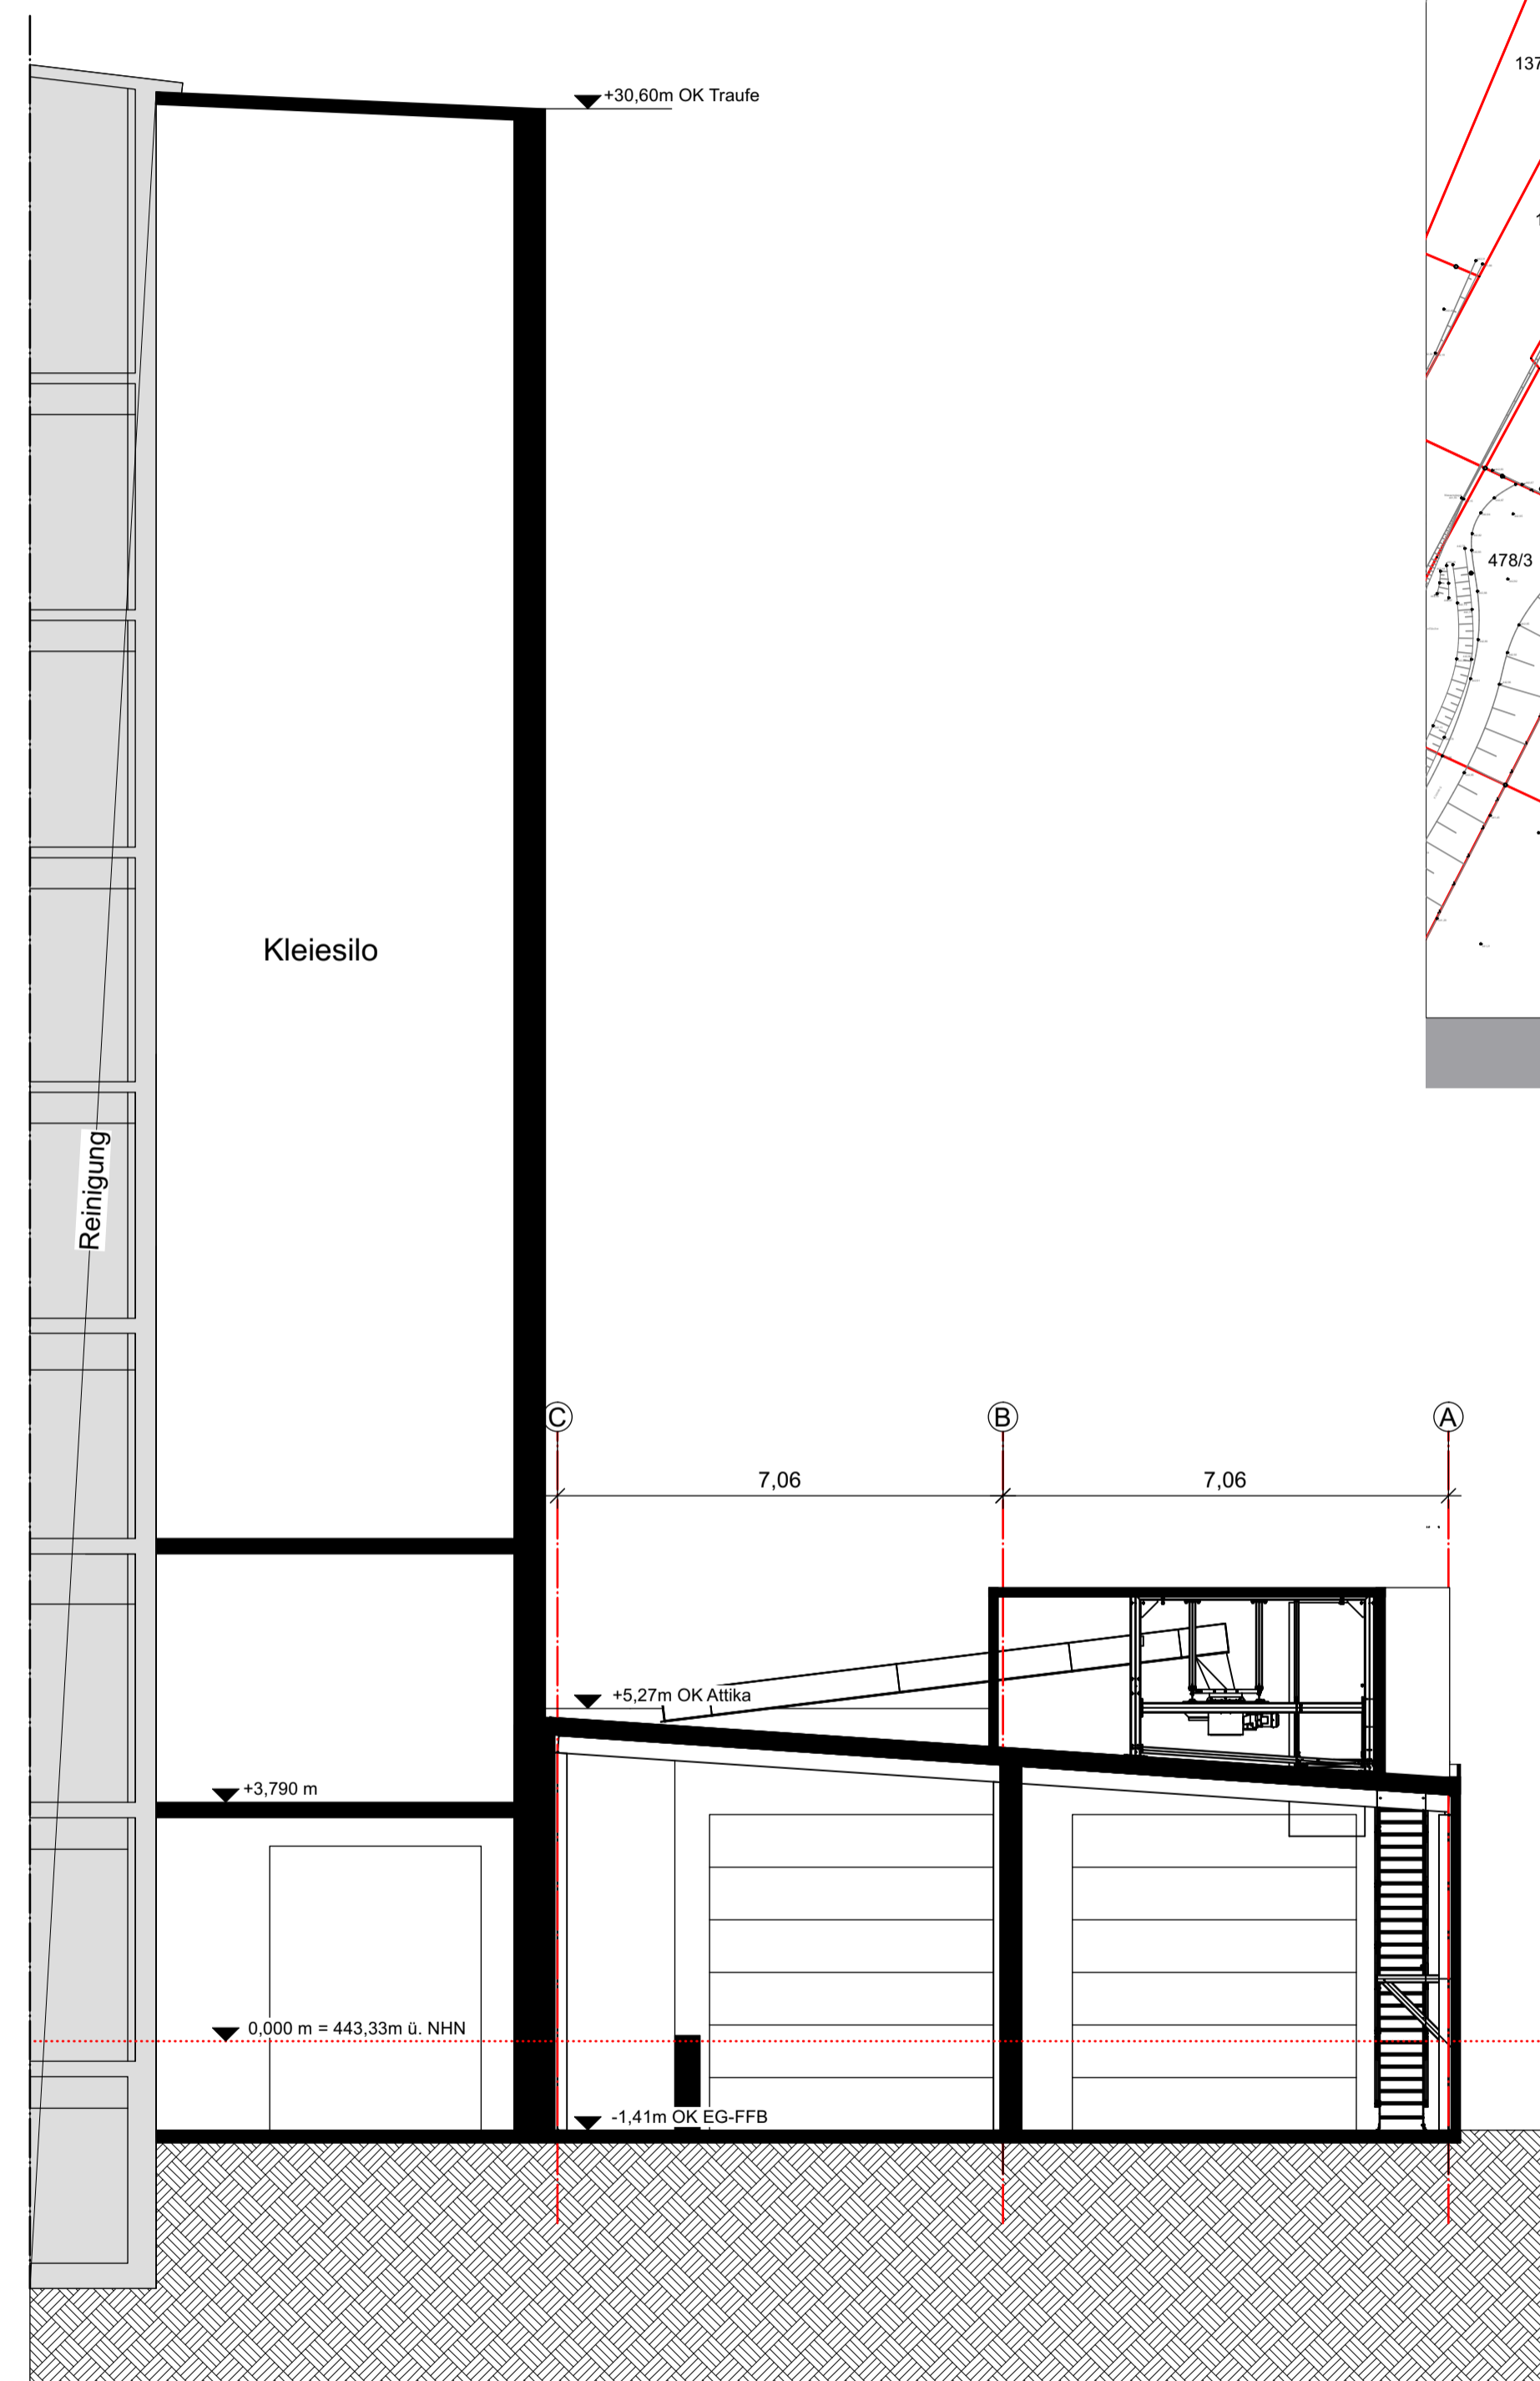 +30,60m OK Traufe
478/3
Kleiesilo
Reinigung
C
B
A
7,06
7,06
+5,27m OK Attika
+3,790 m
0,000 m = 443,33m ü. NHN
-1,41m OK EG-FFB